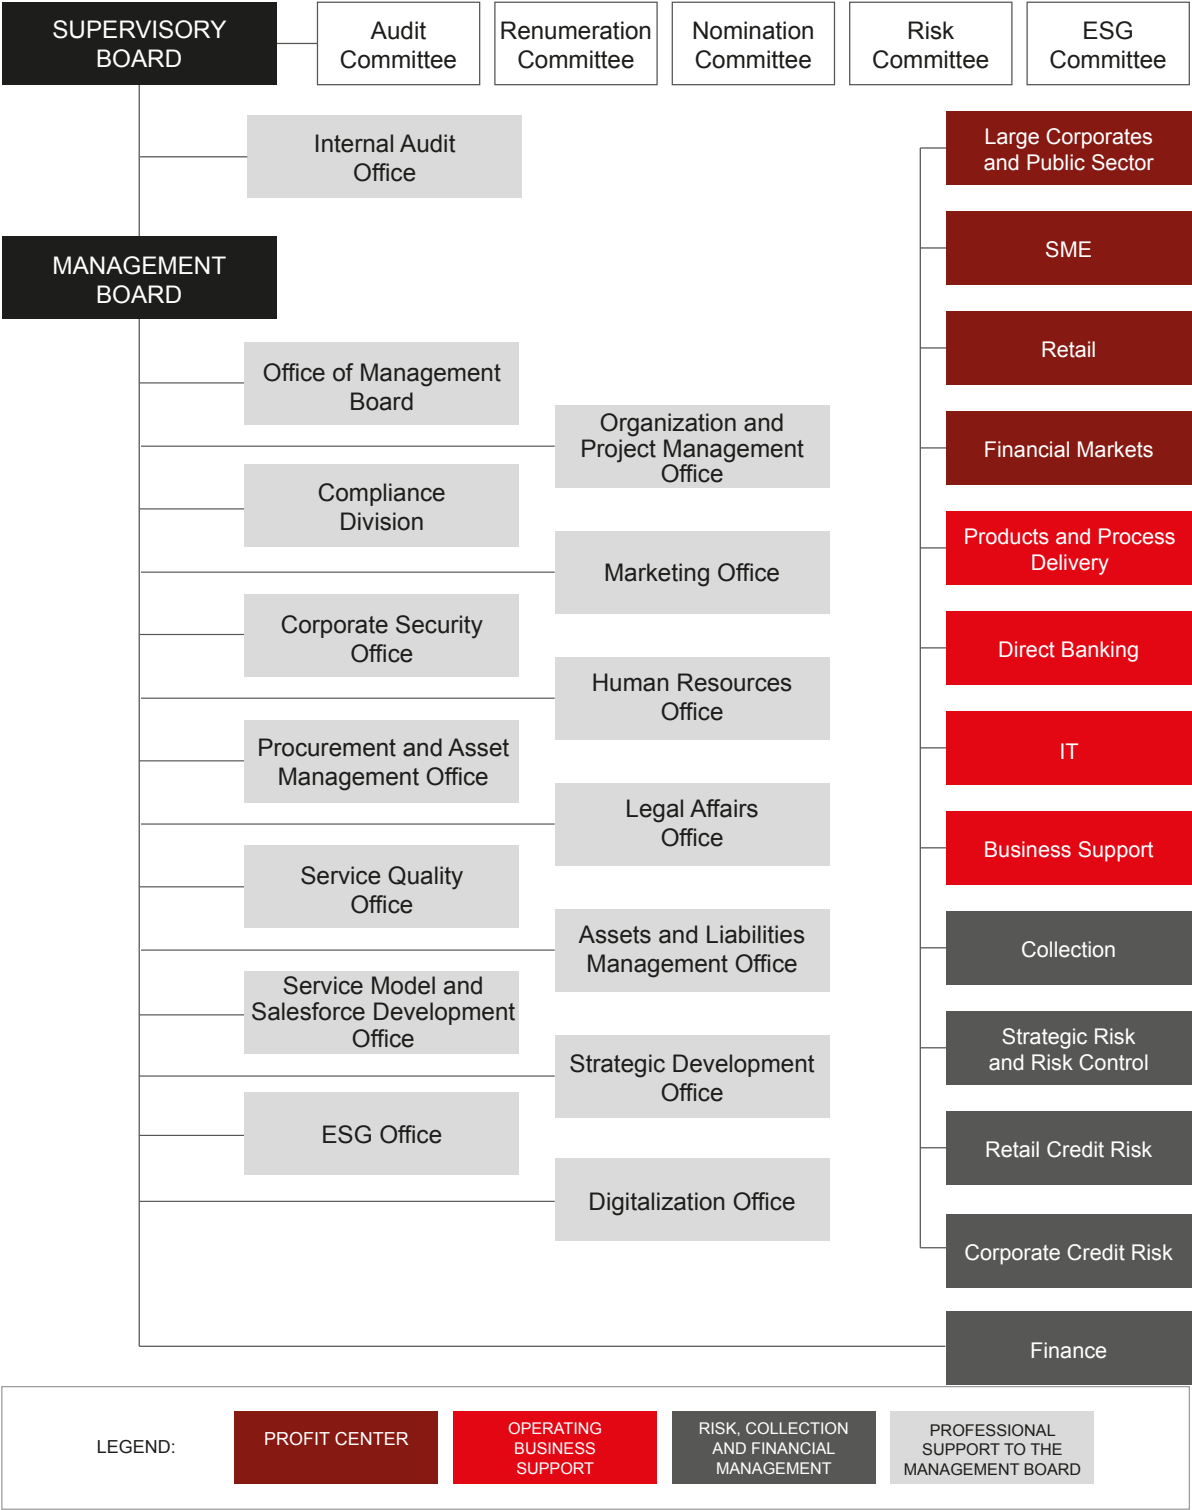 SUPERVISORY
BOARD
Audit
Committee
Renumeration
Committee
Nomination
Committee
Risk
Committee
ESG
Committee
Internal Audit
Office
MANAGEMENT
BOARD
Office of Management
Board
Organization and
Project Management
Office
Compliance
Division
Marketing Office
Corporate Security
Office
Human Resources
Office
Procurement and Asset
Management Office
Legal Affairs
Office
Service Quality
Office
Assets and Liabilities
Management Office
Service Model and
Salesforce Development
Office
Strategic Development
Office
ESG Office
Digitalization Office
Large Corporates
and Public Sector
SME
Retail
Financial Markets
Products and Process
Delivery
Direct Banking
IT
Business Support
Collection
Strategic Risk
and Risk Control
Retail Credit Risk
Corporate Credit Risk
Finance
LEGEND:
PROFIT CENTER
OPERATING
BUSINESS
SUPPORT
RISK, COLLECTION
AND FINANCIAL
MANAGEMENT
PROFESSIONAL
SUPPORT TO THE
MANAGEMENT BOARD